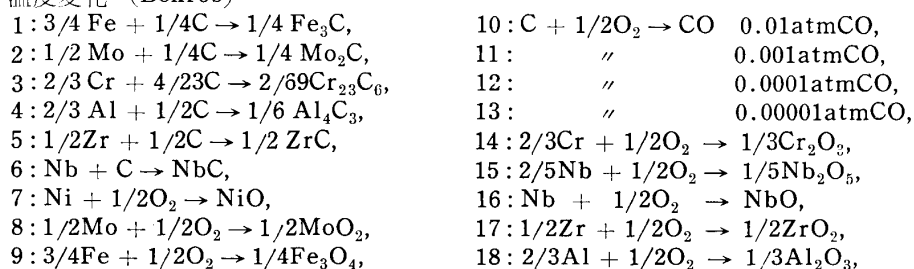 温度変化
1 : 3/4 Fe + 1/4C → 1/4 Fe₃C,
2 : 1/2 Mo + 1/4C → 1/4 Mo₂C,
3 : 2/3 Cr + 4/23C → 2/69Cr₂₃C₆,
4 : 2/3 Al + 1/2C → 1/6 Al₄C₃,
5 : 1/2Zr + 1/2C → 1/2 ZrC,
6 : Nb + C → NbC,
7 : Ni + 1/2O₂ → NiO,
8 : 1/2Mo + 1/2O₂ → 1/2MoO₂,
9 : 3/4Fe + 1/2O₂ → 1/4Fe₃O₄,
10 : C + 1/2O₂ → CO 0.01atmCO,
11 : 〃 0.001atmCO,
12 : 〃 0.0001atmCO,
13 : 〃 0.00001atmCO,
14 : 2/3Cr + 1/2O₂ → 1/3Cr₂O₃,
15 : 2/5Nb + 1/2O₂ → 1/5Nb₂O₅,
16 : Nb + 1/2O₂ → NbO,
17 : 1/2Zr + 1/2O₂ → 1/2ZrO₂,
18 : 2/3Al + 1/2O₂ → 1/3Al₂O₃,